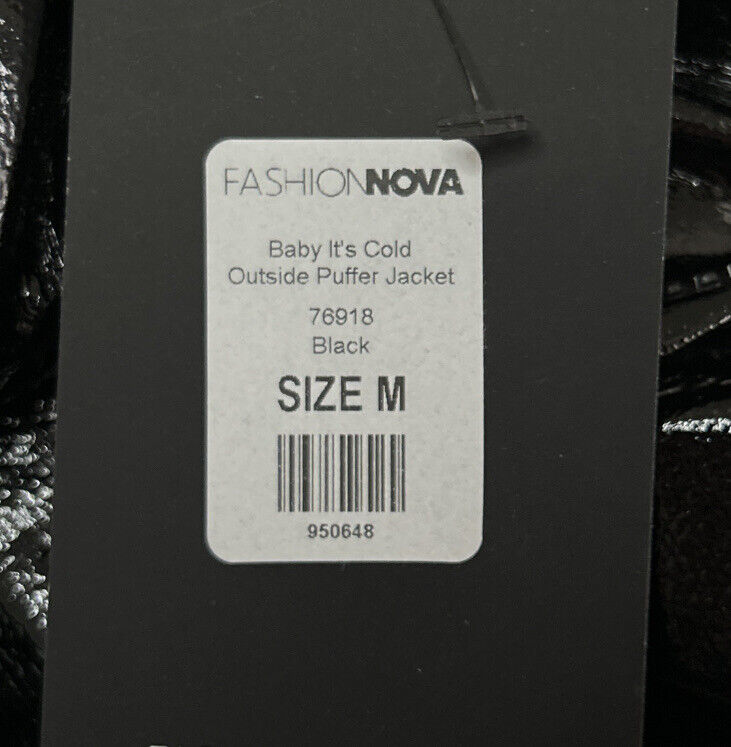 FASHIONNOVA
Baby It's Cold
Outside Puffer Jacket
76918
Black
SIZE M
950648